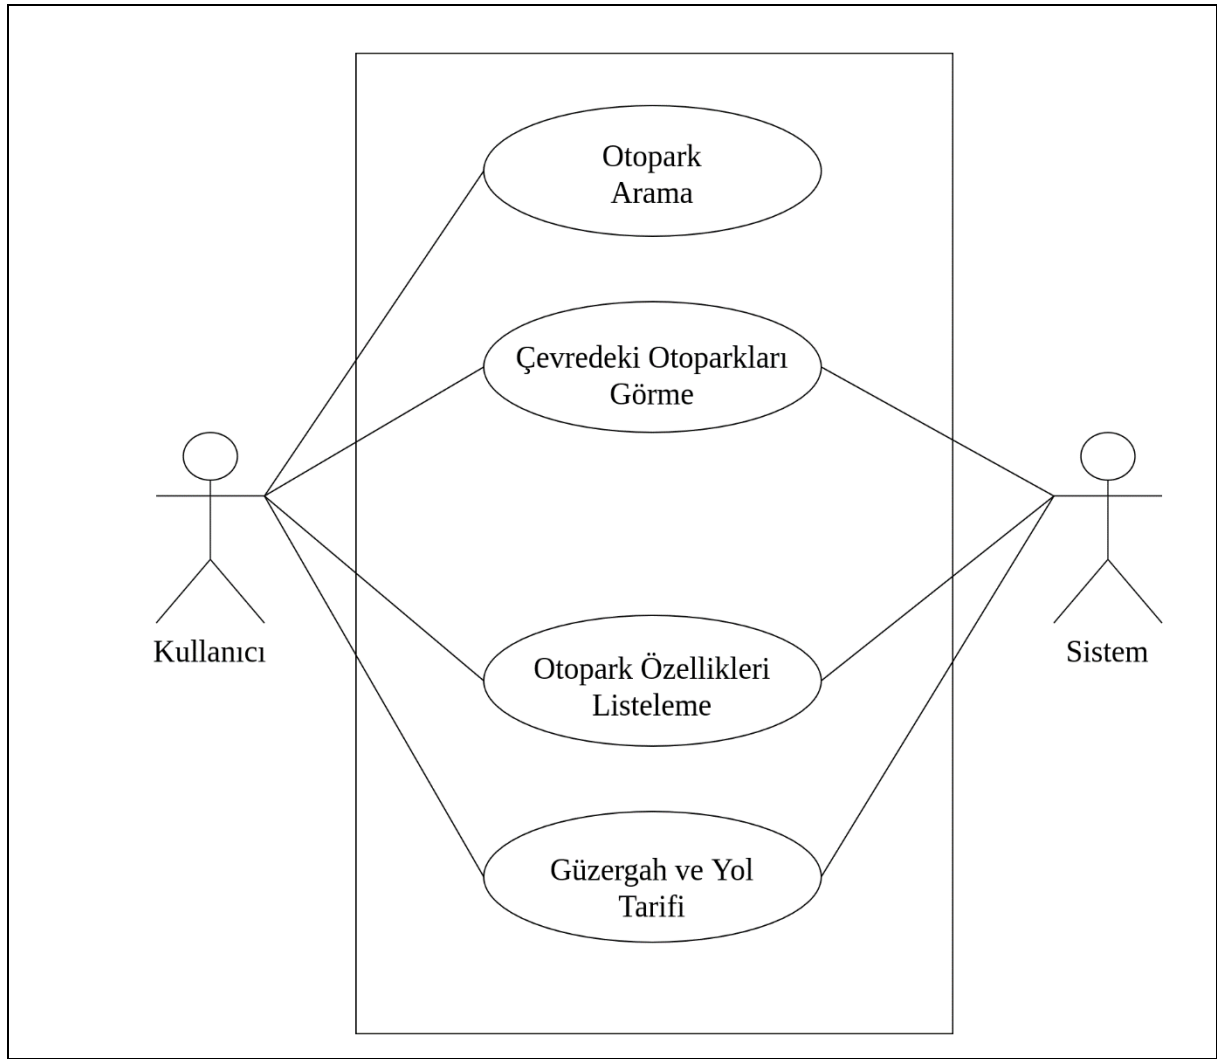 Otopark
Arama
Çevredeki Otoparkları
Görme
Kullanıcı
Sistem
Otopark Özellikleri
Listeleme
Güzergah ve Yol
Tarifi